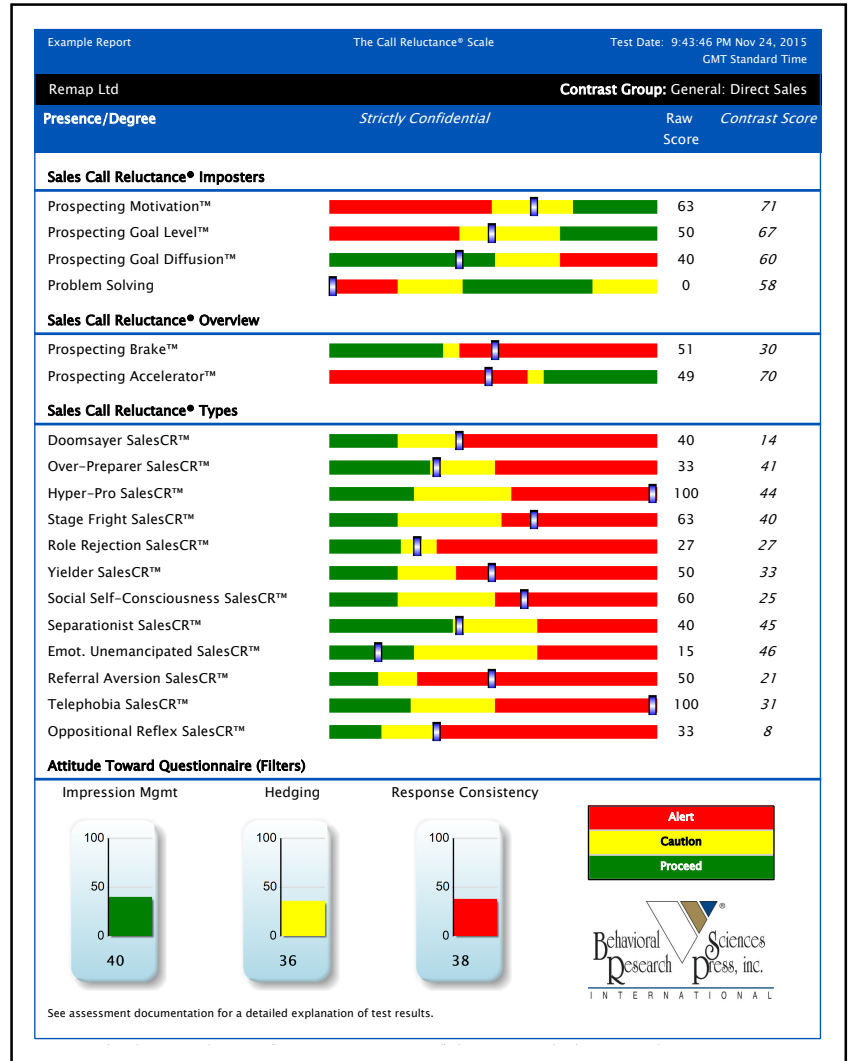 Example Report The Call Reluctance® Scale Test Date: 9:43:46 PM Nov 24, 2015
GMT Standard Time
Remap Ltd Contrast Group: General: Direct Sales
Presence/Degree Strictly Confidential Raw Score Contrast Score
Sales Call Reluctance® Imposters
Prospecting Motivation™ 63 71
Prospecting Goal Level™ 50 67
Prospecting Goal Diffusion™ 40 60
Problem Solving 0 58
Sales Call Reluctance® Overview
Prospecting Brake™ 51 30
Prospecting Accelerator™ 49 70
Sales Call Reluctance® Types
Doomsayer SalesCR™ 40 14
Over-Preparer SalesCR™ 33 41
Hyper-Pro SalesCR™ 100 44
Stage Fright SalesCR™ 63 40
Role Rejection SalesCR™ 27 27
Yielder SalesCR™ 50 33
Social Self-Consciousness SalesCR™ 60 25
Separationist SalesCR™ 40 45
Emot. Unemancipated SalesCR™ 15 46
Referral Aversion SalesCR™ 50 21
Telephobia SalesCR™ 100 31
Oppositional Reflex SalesCR™ 33 8
Attitude Toward Questionnaire (Filters)
Impression Mgmt Hedging Response Consistency
100 100 100
50 50 50
0 0 0
40 36 38
Alert
Caution
Proceed
®
Behavioral Sciences
Research Press, inc.
INTERNATIONAL
See assessment documentation for a detailed explanation of test results.